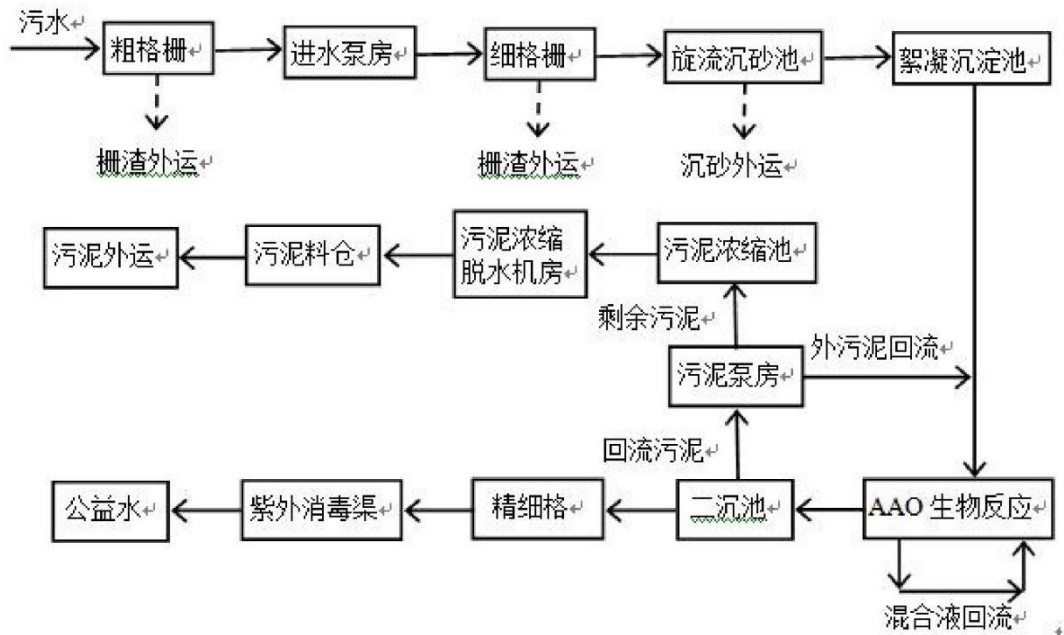 污水
粗格栅
进水泵房
细格栅
旋流沉砂池
絮凝沉淀池
栅渣外运
栅渣外运
沉砂外运
污泥外运
污泥料仓
污泥浓缩
脱水机房
污泥浓缩池
剩余污泥
外污泥回流
污泥泵房
回流污泥
公益水
紫外消毒渠
精细格
二沉池
AAO 生物反应
混合液回流